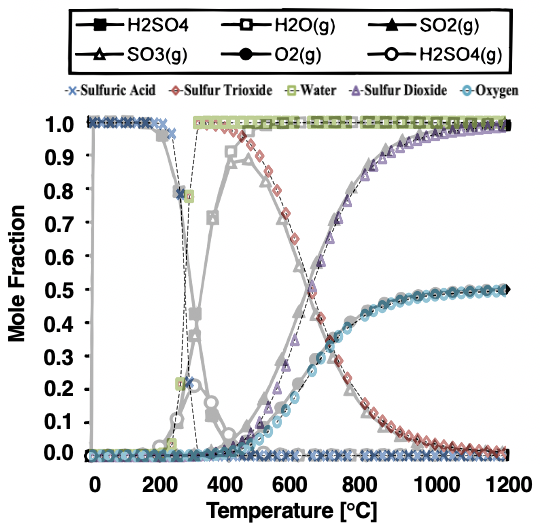 H2SO4 H2O(g) SO2(g)
SO3(g) O2(g) H2SO4(g)
Sulfuric Acid Sulfur Trioxide Water Sulfur Dioxide Oxygen
1.0
0.9
0.8
0.7
0.6
0.5
0.4
0.3
0.2
0.1
0.0
Mole Fraction
0 200 400 600 800 1000 1200
Temperature [°C]